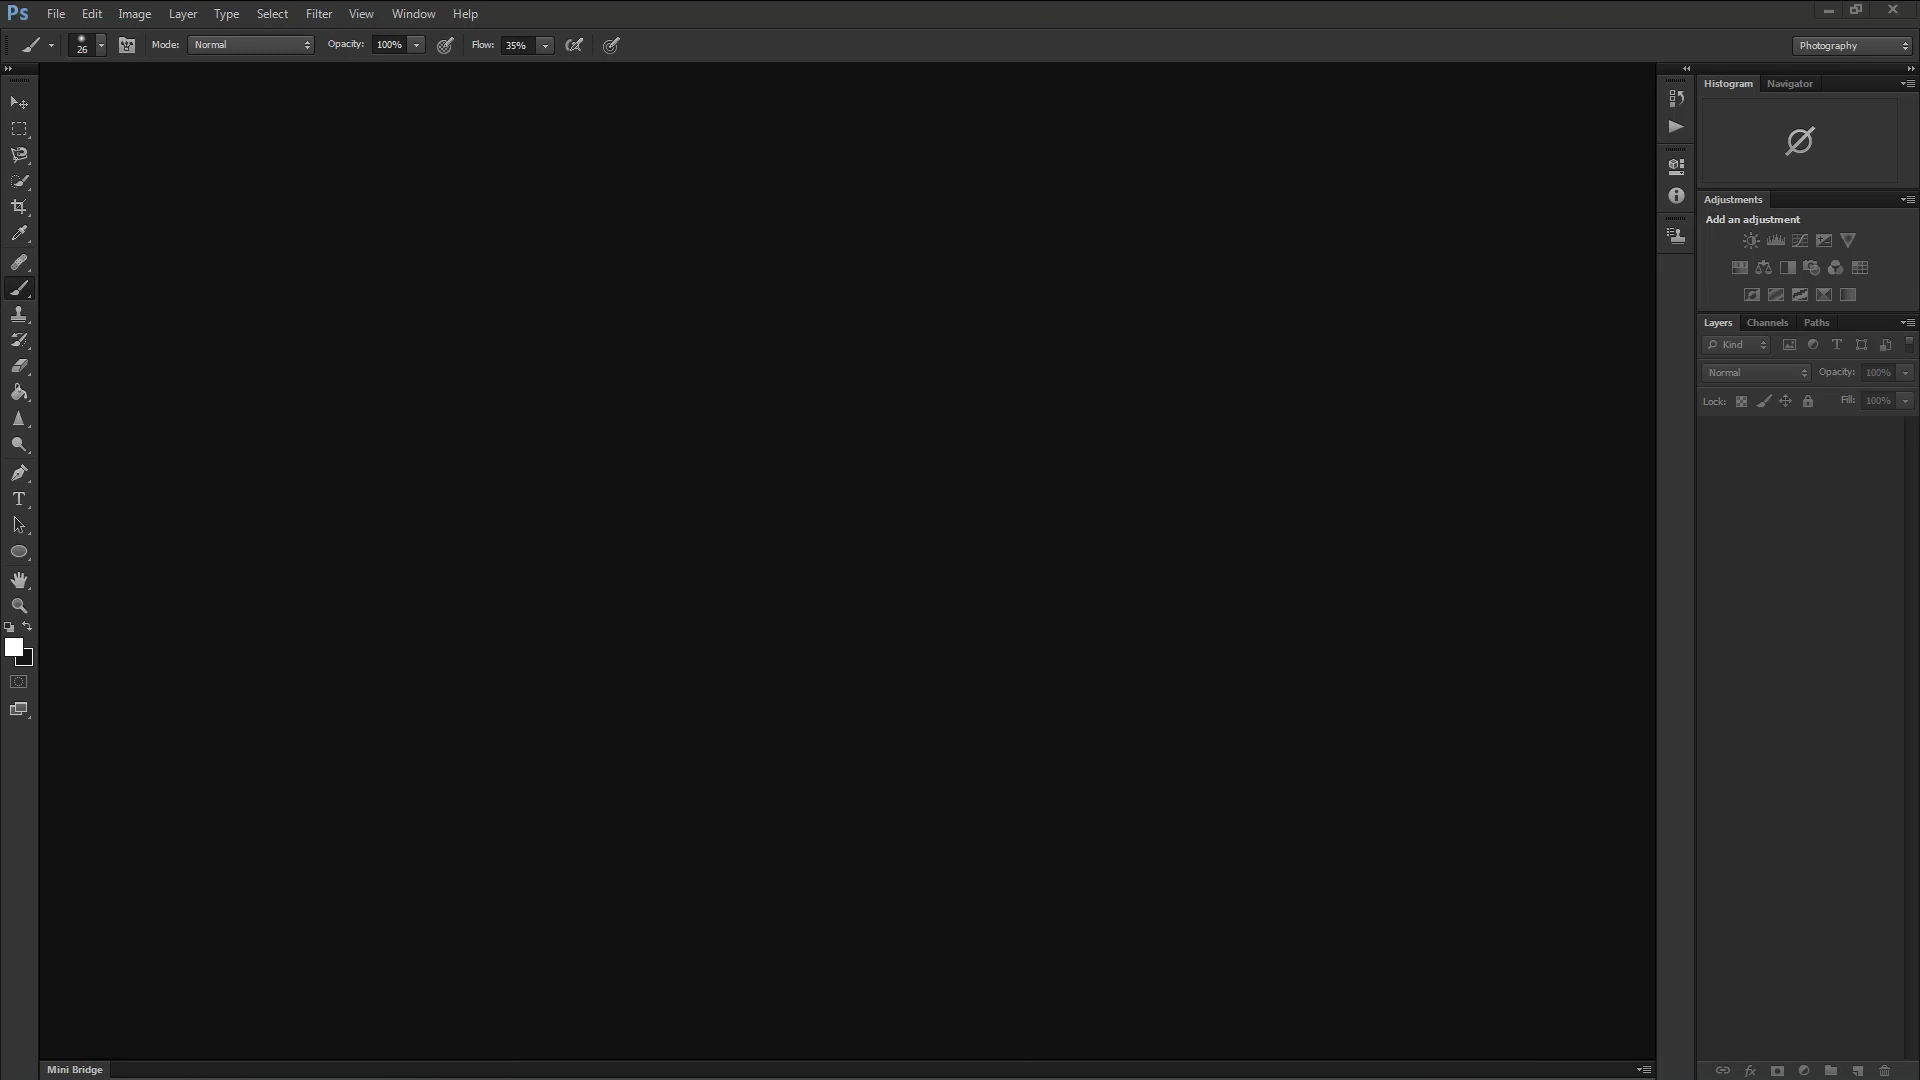 Ps File Edit Image Layer Type Select Filter View Window Help
26 Mode: Normal Opacity: 100% Flow: 35% Photography
Histogram Navigator
Adjustments
Add an adjustment
Layers Channels Paths
Kind T
Normal Opacity: 100%
Lock: Fill: 100%
T
Mini Bridge fx